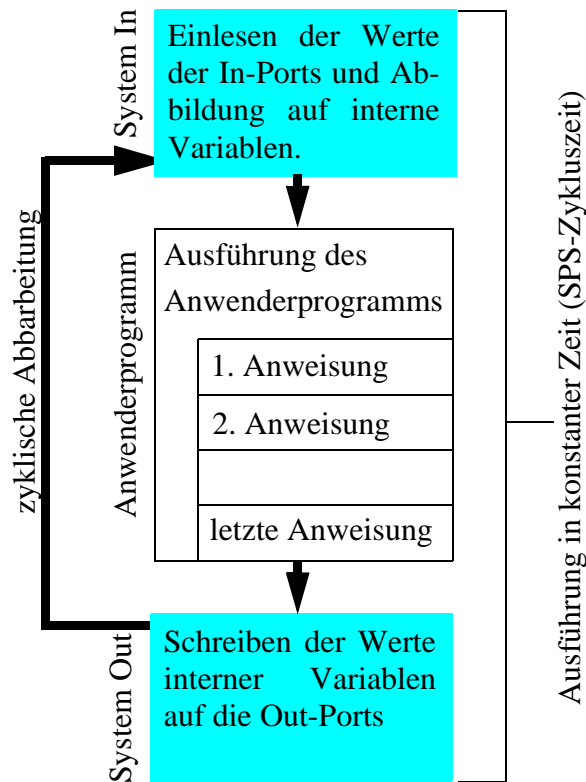 System In
Einlesen der Werte
der In-Ports und Ab-
bildung auf interne
Variablen.
zyklische Abbarbeitung
Anwenderprogramm
Ausführung des
Anwenderprogramms
1. Anweisung
2. Anweisung
letzte Anweisung
System Out
Schreiben der Werte
interner Variablen
auf die Out-Ports
Ausführung in konstanter Zeit (SPS-Zykluszeit)